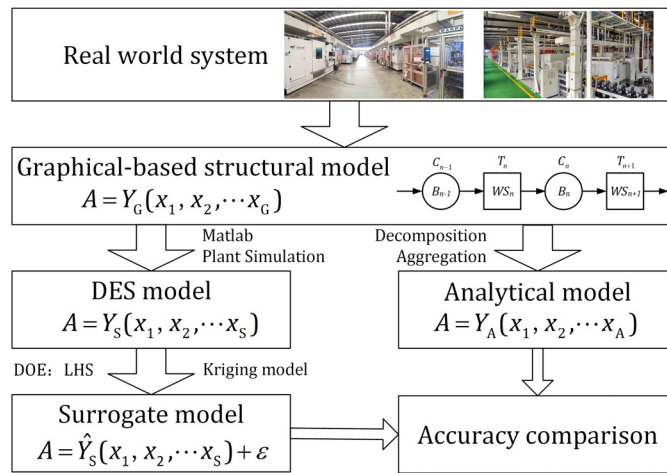 Real world system
Graphical-based structural model
A=Y_G(x_1, x_2,⋯x_G)
C_{n-1} T_n C_n T_{n+1}
B_{n-1} WS_n B_n WS_{n+1}
Matlab
Plant Simulation
Decomposition
Aggregation
DES model
A=Y_S(x_1, x_2,⋯x_S)
Analytical model
A=Y_A(x_1, x_2,⋯x_A)
DOE: LHS
Kriging model
Surrogate model
A=Ŷ_S(x_1, x_2,⋯x_S)+ε
Accuracy comparison